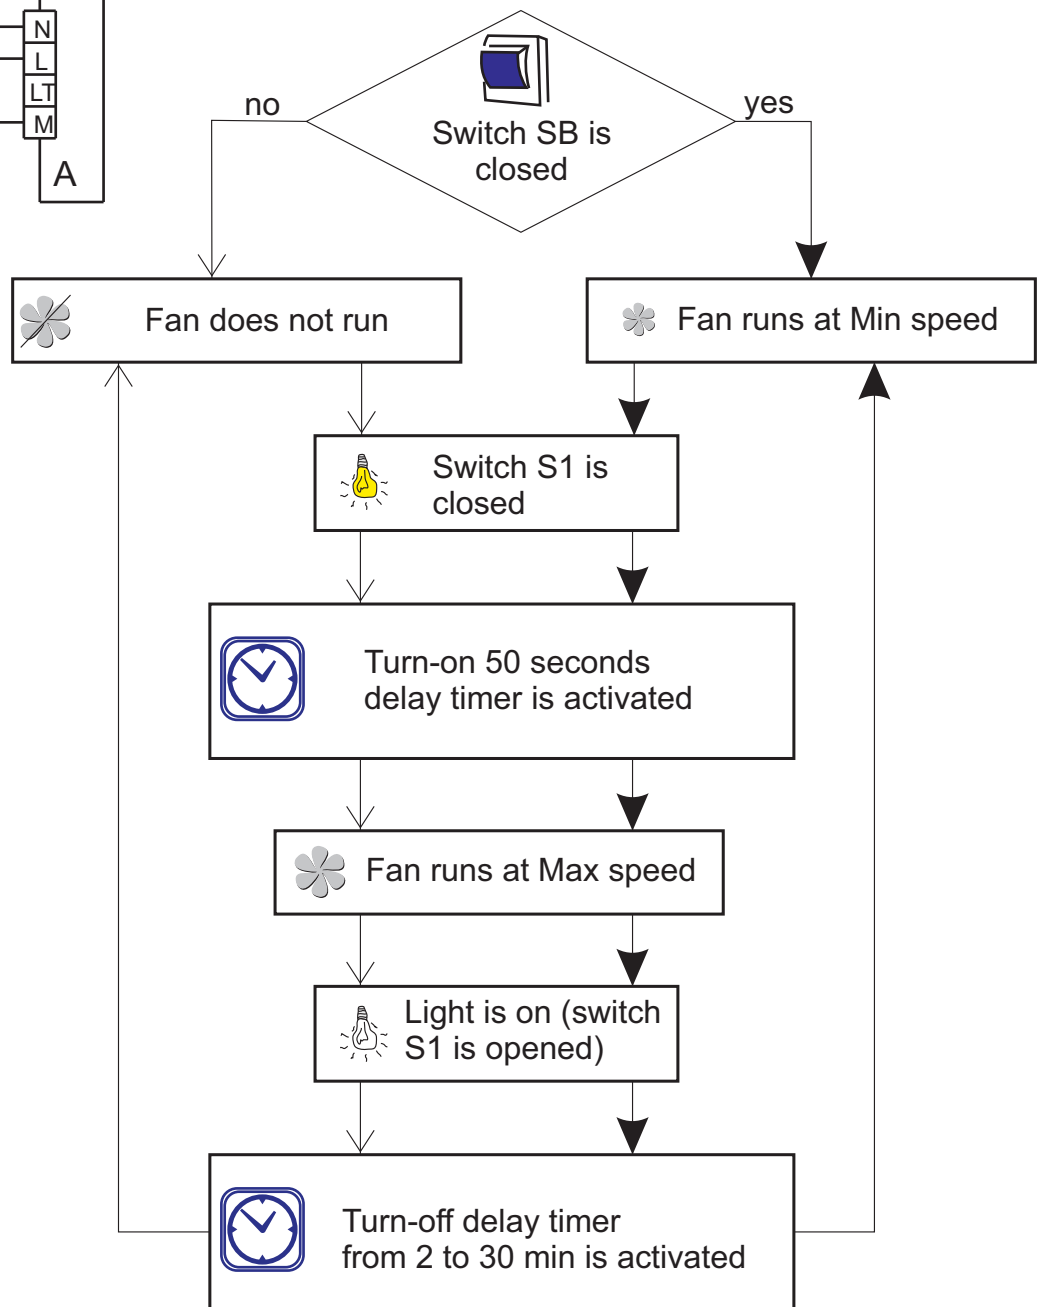 N
L
LT
M
A
no
yes
Switch SB is
closed
Fan does not run
Fan runs at Min speed
Switch S1 is
closed
Turn-on 50 seconds
delay timer is activated
Fan runs at Max speed
Light is on (switch
S1 is opened)
Turn-off delay timer
from 2 to 30 min is activated